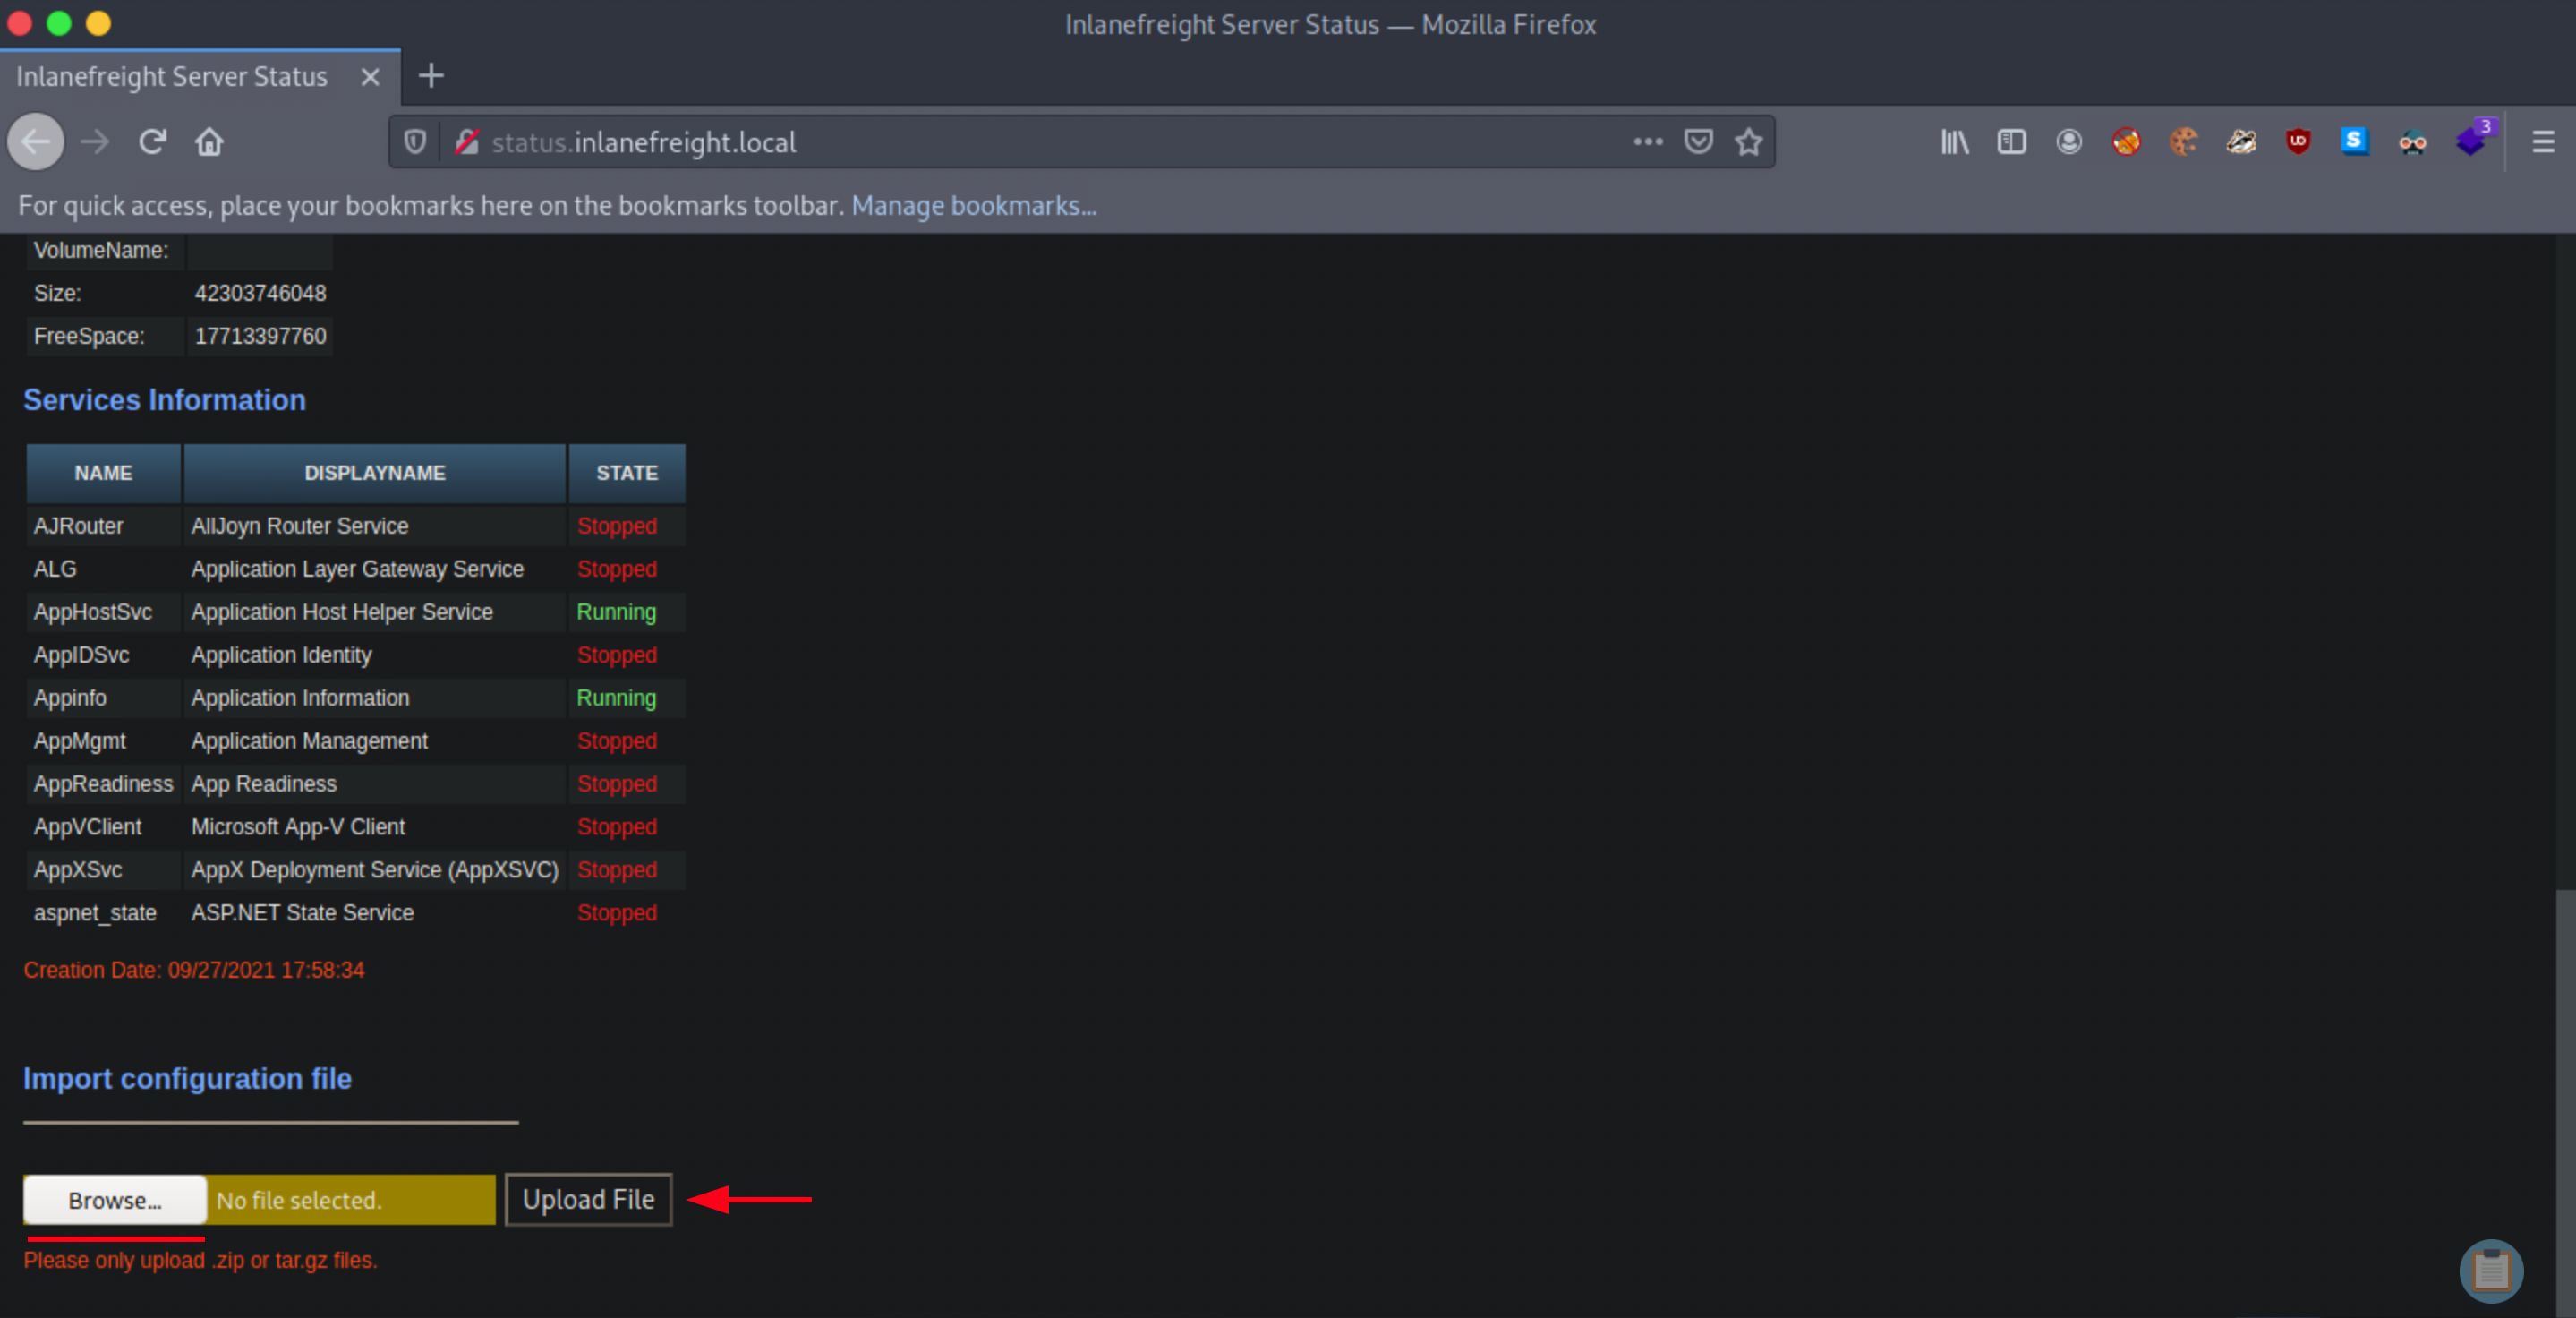 Inlanefreight Server Status — Mozilla Firefox
Inlanefreight Server Status
status.inlanefreight.local
3
For quick access, place your bookmarks here on the bookmarks toolbar. Manage bookmarks...
VolumeName:
Size: 42303746048
FreeSpace: 17713397760
Services Information
NAME DISPLAYNAME STATE
AJRouter AllJoyn Router Service Stopped
ALG Application Layer Gateway Service Stopped
AppHostSvc Application Host Helper Service Running
AppIDSvc Application Identity Stopped
Appinfo Application Information Running
AppMgmt Application Management Stopped
AppReadiness App Readiness Stopped
AppVClient Microsoft App-V Client Stopped
AppXSvc AppX Deployment Service (AppXSVC) Stopped
aspnet_state ASP.NET State Service Stopped
Creation Date: 09/27/2021 17:58:34
Import configuration file
Browse... No file selected. Upload File
Please only upload .zip or tar.gz files.